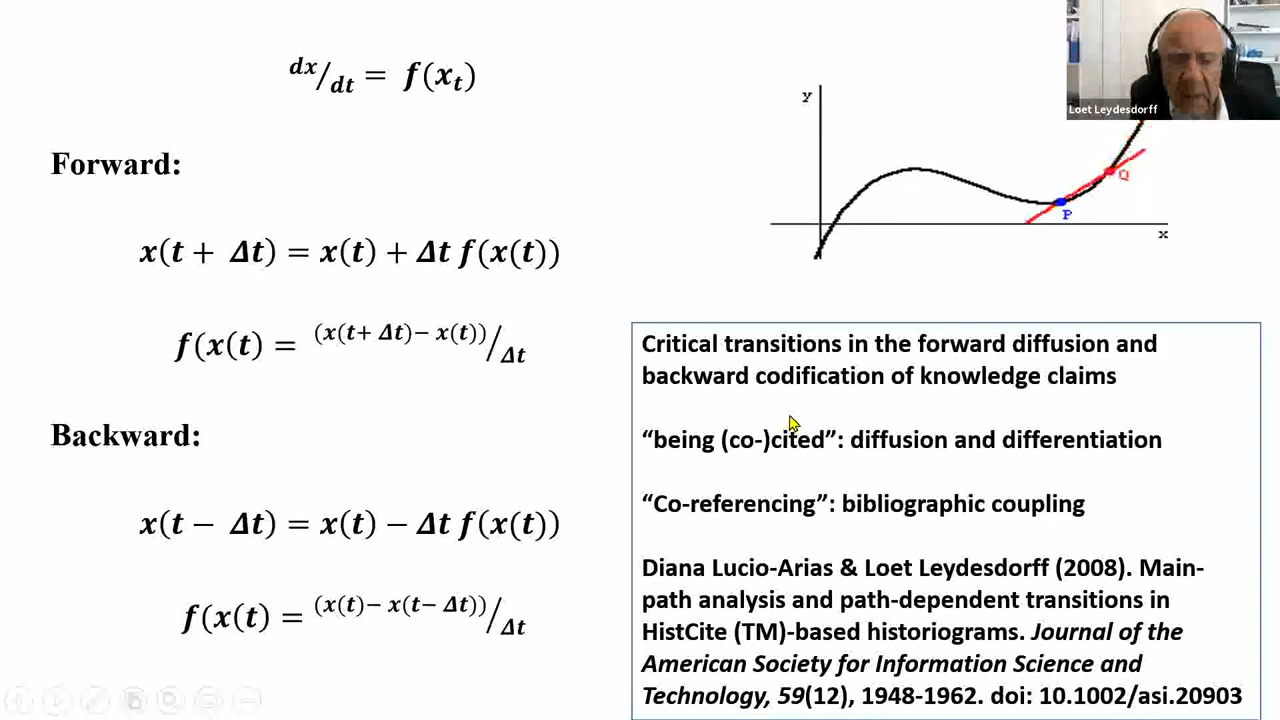 dx/dt = f(xₜ)
Forward:
x(t + Δt) = x(t) + Δt f(x(t))
f(x(t) = (x(t+ Δt)− x(t))/Δt
Backward:
x(t − Δt) = x(t) − Δt f(x(t))
f(x(t) = (x(t)− x(t− Δt))/Δt
Loet Leydesdorff
Y
Q
P
x
Critical transitions in the forward diffusion and
backward codification of knowledge claims
“being (co-)cited”: diffusion and differentiation
“Co-referencing”: bibliographic coupling
Diana Lucio-Arias & Loet Leydesdorff (2008). Main-
path analysis and path-dependent transitions in
HistCite (TM)-based historiograms. Journal of the
American Society for Information Science and
Technology, 59(12), 1948-1962. doi: 10.1002/asi.20903